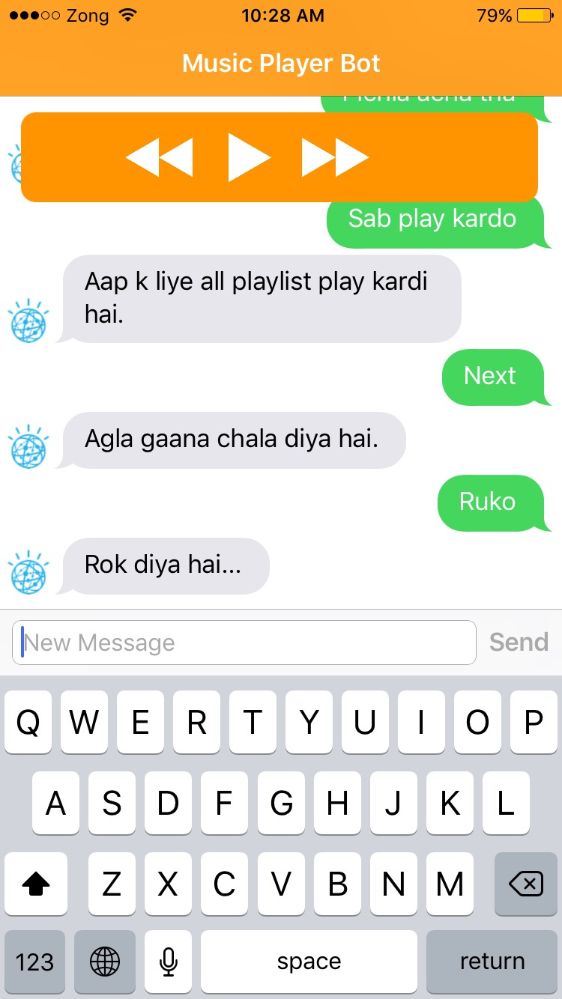 Zong 10:28 AM 79%
Music Player Bot
Sab play kardo
Aap k liye all playlist play kardi
hai.
Next
Agla gaana chala diya hai.
Ruko
Rok diya hai...
New Message Send
Q W E R T Y U I O P
A S D F G H J K L
Z X C V B N M
123 space return